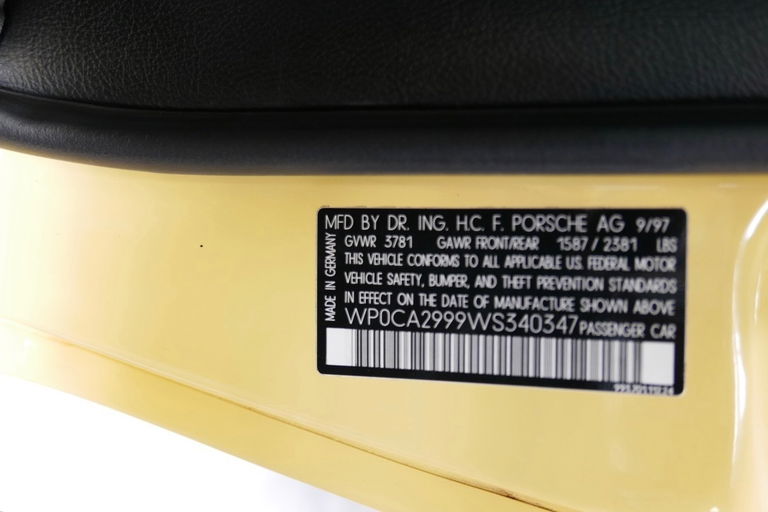 MFD BY DR. ING. H.C. F. PORSCHE AG 9/97
GVWR 3781 GAWR FRONT/REAR 1587 / 2381 LBS
THIS VEHICLE CONFORMS TO ALL APPLICABLE U.S. FEDERAL MOTOR
VEHICLE SAFETY, BUMPER, AND THEFT PREVENTION STANDARDS
IN EFFECT ON THE DATE OF MANUFACTURE SHOWN ABOVE
WP0CA2999WS340347 PASSENGER CAR
MADE IN GERMANY